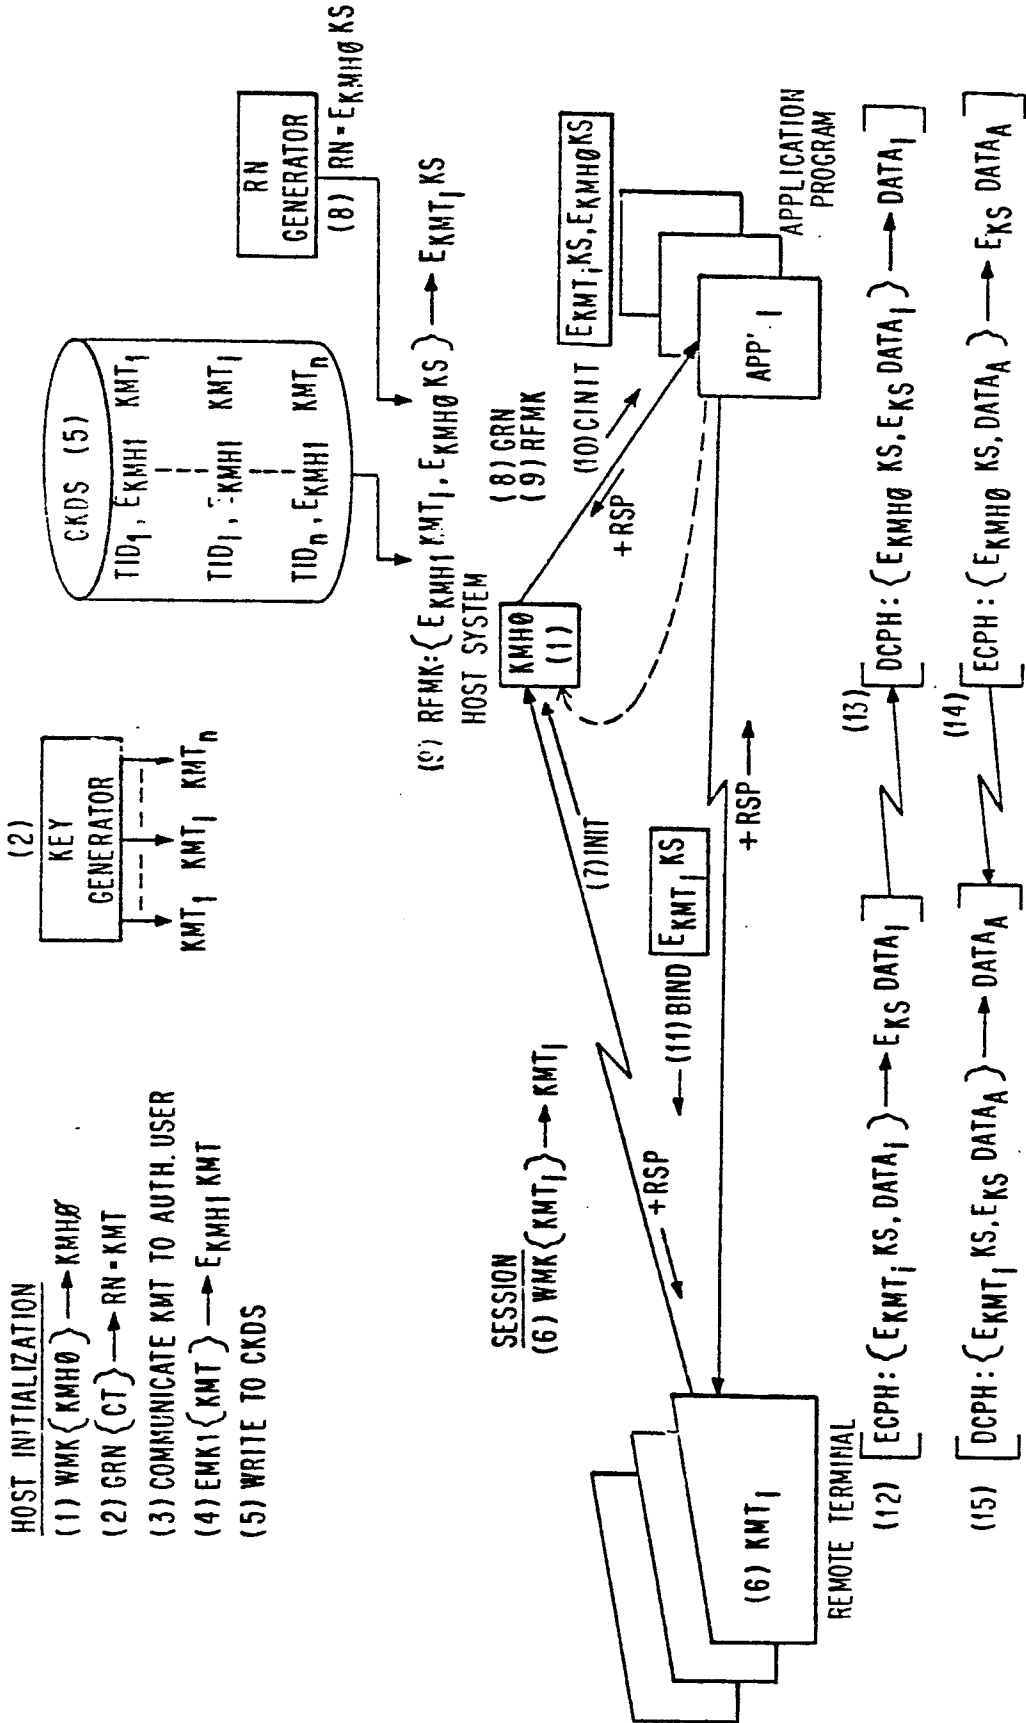 HOST INITIALIZATION
(1) WMK{KMHØ}→KMHØ
(2) GRN{CT}→RN=KMT
(3) COMMUNICATE KMT TO AUTH. USER
(4) EMK1{KMT}→E_KMH1 KMT
(5) WRITE TO CKDS
(2)
KEY
GENERATOR
KMT_1 KMT_i KMT_n
CKDS (5)
TID_1, E_KMH1 KMT_1
TID_i, E_KMH1 KMT_i
TID_n, E_KMH1 KMT_n
RN
GENERATOR
(8) RN=E_KMHØ KS
(9) RFMK:{E_KMH1 KMT_i, E_KMHØ KS}→E_KMT_i KS
HOST SYSTEM
KMHØ
(1)
(8) GRN
(9) RFMK
(10) CINIT
E_KMT_i KS, E_KMHØ KS
+RSP
APPLICATION
PROGRAM
SESSION
(6) WMK{KMT_i}→KMT_i
+RSP
(7) INIT
(11) BIND
E_KMT_i KS
+RSP
(6) KMT_i
REMOTE TERMINAL
(12) [ECPH:{E_KMT_i KS, DATA_i}→E_KS DATA_i]
(13) [DCPH:{E_KMHØ KS, E_KS DATA_i}→DATA_i]
(15) [DCPH:{E_KMT_i KS, E_KS DATA_A}→DATA_A]
(14) [ECPH:{E_KMHØ KS, DATA_A}→E_KS DATA_A]